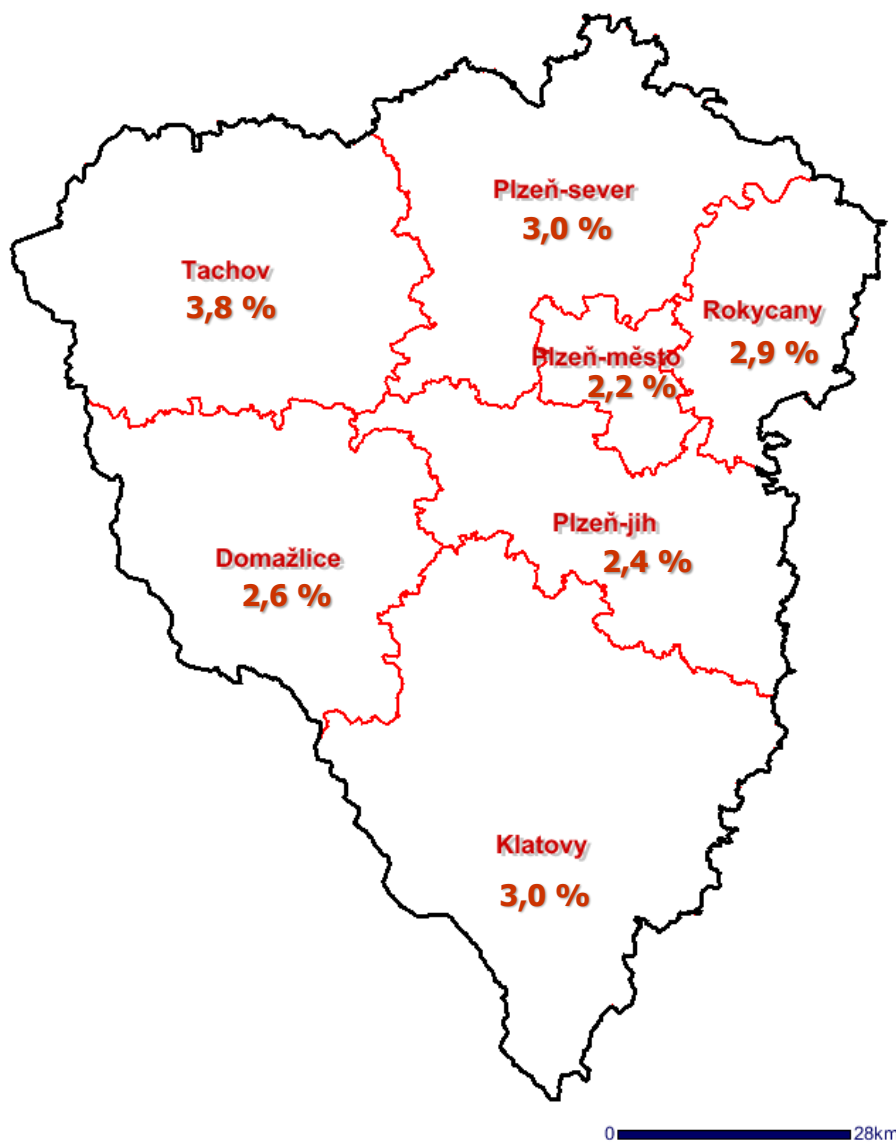 Plzeň-sever
3,0 %
Tachov
3,8 %
Rokycany
2,9 %
Plzeň-město
2,2 %
Plzeň-jih
2,4 %
Domažlice
2,6 %
Klatovy
3,0 %
0 28km